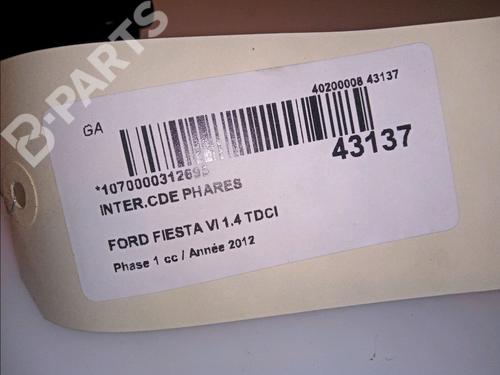 B-PARTS
GA
40200008 43137
43137
*1070000312695
INTER.CDE PHARES
FORD FIESTA VI 1.4 TDCI
Phase 1 cc / Année 2012